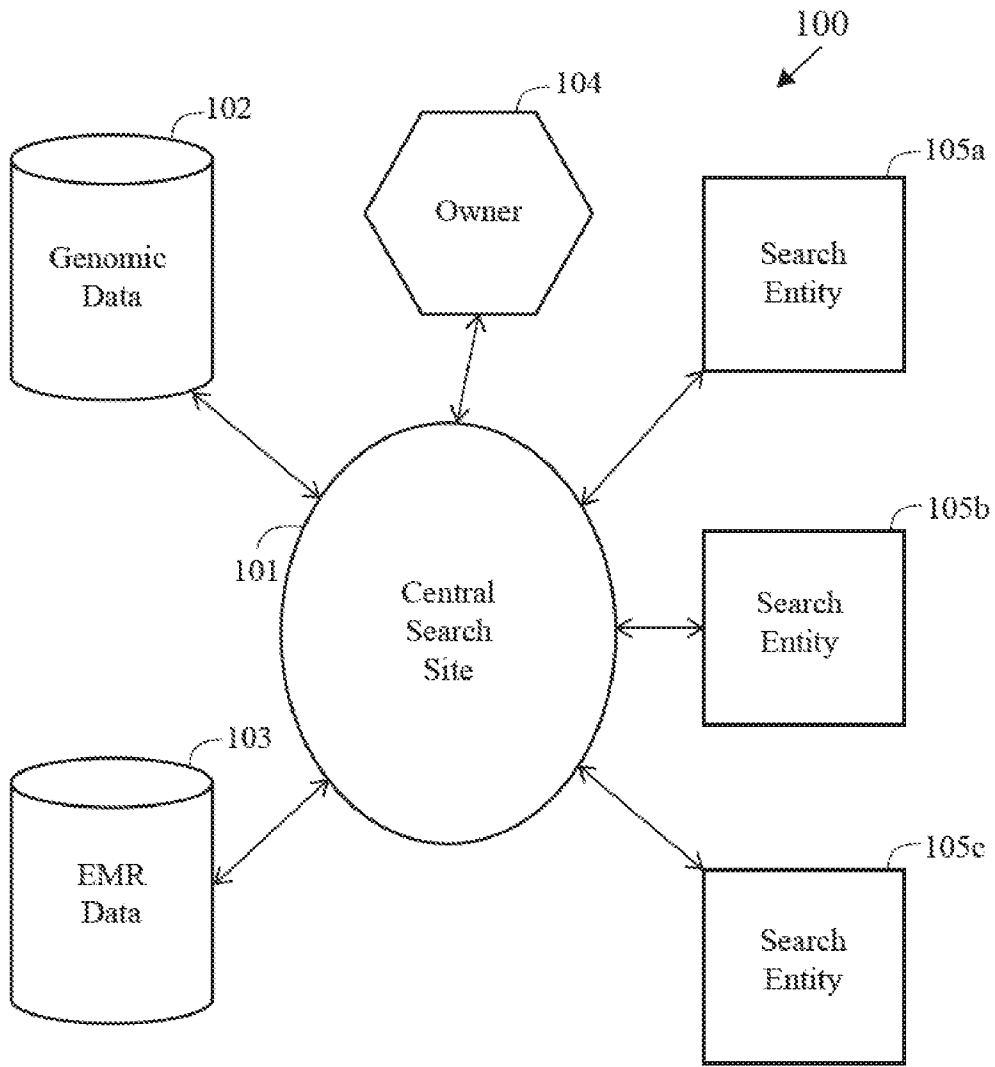 100
104
102
105a
Owner
Genomic
Data
Search
Entity
105b
101
Central
Search
Site
Search
Entity
103
105c
EMR
Data
Search
Entity